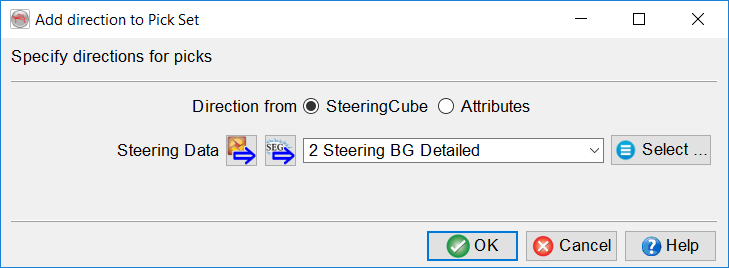 Add direction to Pick Set
Specify directions for picks
Direction from SteeringCube Attributes
Steering Data SEG 2 Steering BG Detailed Select ...
OK Cancel Help